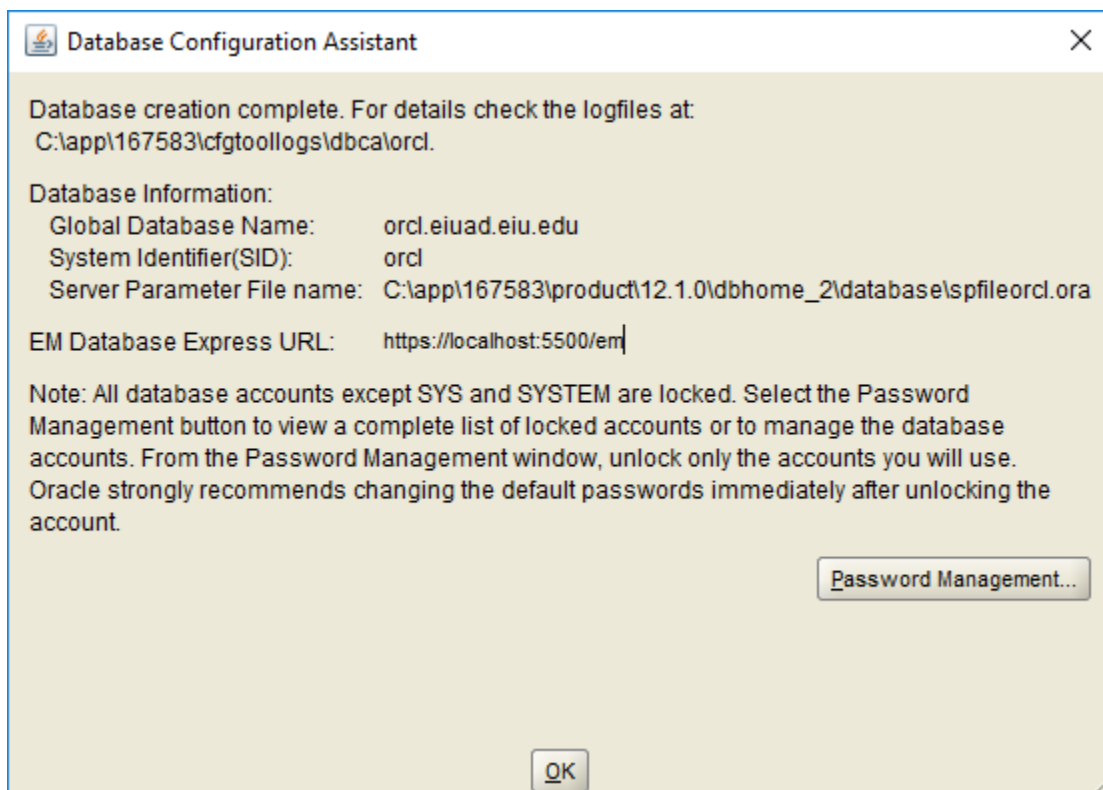 Database Configuration Assistant
Database creation complete. For details check the logfiles at:
C:\app\167583\cfgtoollogs\dbca\orcl.
Database Information:
Global Database Name: orcl.eiuad.eiu.edu
System Identifier(SID): orcl
Server Parameter File name: C:\app\167583\product\12.1.0\dbhome_2\database\spfileorcl.ora
EM Database Express URL: https://localhost:5500/em
Note: All database accounts except SYS and SYSTEM are locked. Select the Password
Management button to view a complete list of locked accounts or to manage the database
accounts. From the Password Management window, unlock only the accounts you will use.
Oracle strongly recommends changing the default passwords immediately after unlocking the
account.
Password Management...
OK